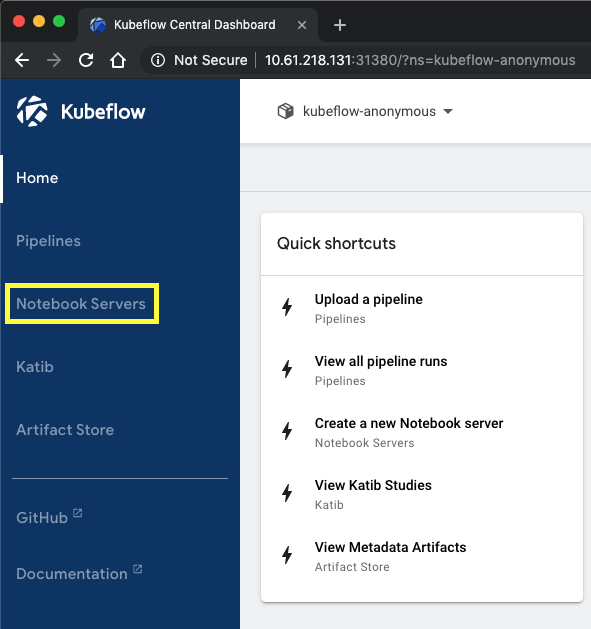 Kubeflow Central Dashboard
Not Secure | 10.61.218.131:31380/?ns=kubeflow-anonymous
Kubeflow
kubeflow-anonymous
Home
Pipelines
Notebook Servers
Katib
Artifact Store
GitHub
Documentation
Quick shortcuts
Upload a pipeline
Pipelines
View all pipeline runs
Pipelines
Create a new Notebook server
Notebook Servers
View Katib Studies
Katib
View Metadata Artifacts
Artifact Store